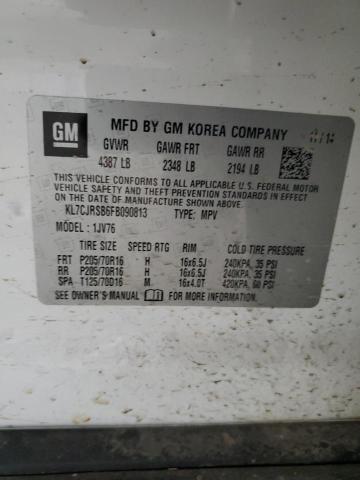 GM
MFD BY GM KOREA COMPANY
GVWR GAWR FRT GAWR RR
4387 LB 2348 LB 2194 LB
THIS VEHICLE CONFORMS TO ALL APPLICABLE U.S. FEDERAL MOTOR
VEHICLE SAFETY AND THEFT PREVENTION STANDARDS IN EFFECT
ON THE DATE OF MANUFACTURE SHOWN ABOVE.
KL7CJRSB6FB090813 TYPE: MPV
MODEL: 1JV76
TIRE SIZE SPEED RTG RIM COLD TIRE PRESSURE
FRT P205/70R16 H 16x6.5J 240KPA, 35 PSI
RR P205/70R16 H 16x6.5J 240KPA, 35 PSI
SPA T125/70D16 M 16x4.0T 420KPA, 60 PSI
SEE OWNER'S MANUAL FOR MORE INFORMATION